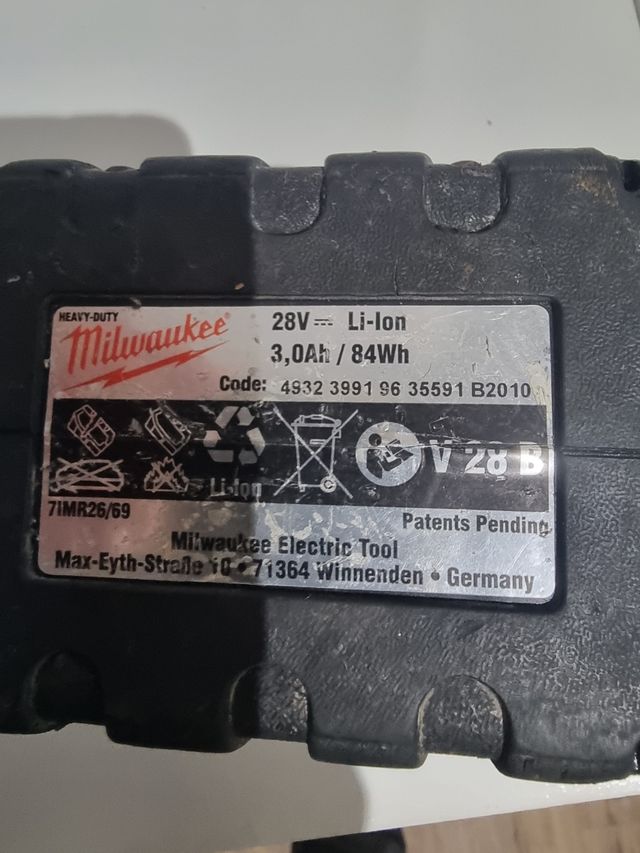 HEAVY-DUTY
Milwaukee
28V Li-Ion
3,0Ah / 84Wh
Code: 4932 3991 96 35591 B2010
Li-Ion
V 28 B
7IMR26/69
Patents Pending
Milwaukee Electric Tool
Max-Eyth-Straße 10 • 71364 Winnenden • Germany